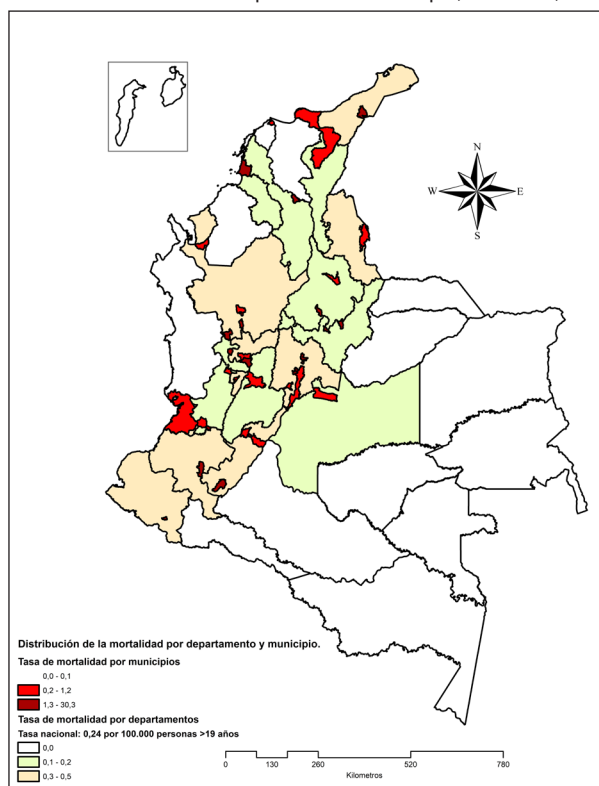 N
W
E
S
Distribución de la mortalidad por departamento y municipio.
Tasa de mortalidad por municipios
0,0 - 0,1
0,2 - 1,2
1,3 - 30,3
Tasa de mortalidad por departamentos
Tasa nacional: 0,24 por 100.000 personas >19 años
0,0
0,1 - 0,2
0,3 - 0,5
0 130 260 520 780
Kilometros